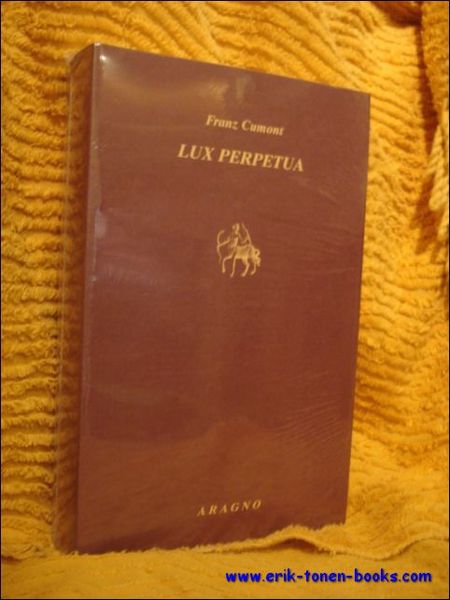 Franz Cumont
LUX PERPETUA
ARAGNO
www.erik-tonen-books.com